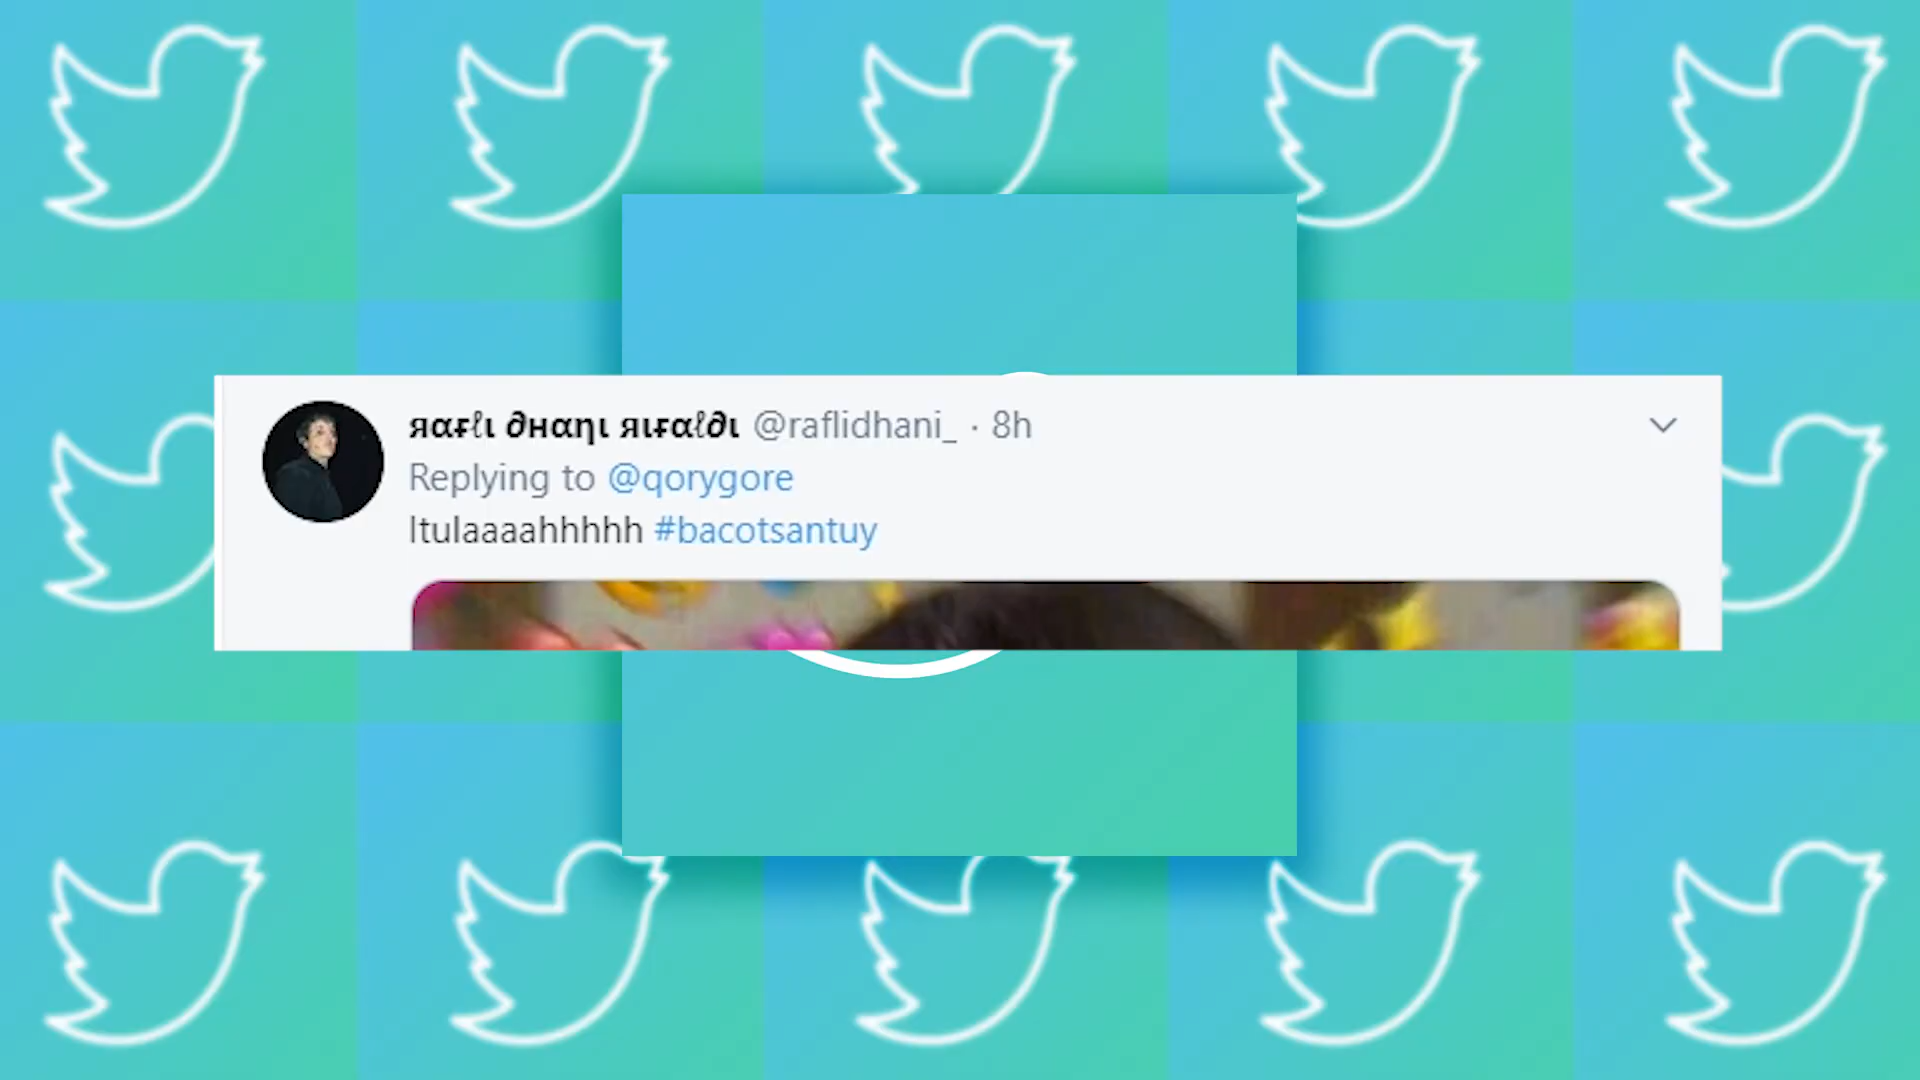 яαғℓι ∂нαηι яιғαℓ∂ι @raflidhani_ · 8h
Replying to @qorygore
Itulaaaahhhhh #bacotsantuy